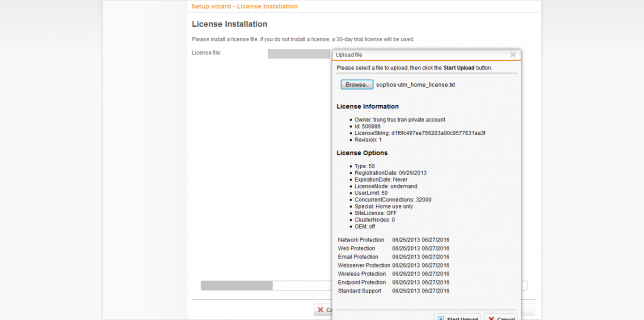 Setup wizard - License Installation
License Installation
Please install a license file. If you do not install a license, a 30-day trial license will be used.
License file:
Upload file
Please select a file to upload, then click the Start Upload button.
Browse.. sophos-utm_home_license.txt
License Information
Owner: trung truc tran private account
Id: 506886
LicenseString: d1f6fc497ee756203a00c9577631aa3f
Revision: 1
License Options
Type: 50
RegistrationDate: 06/26/2013
ExpirationDate: Never
LicenseMode: ondemand
UserLimit: 50
ConcurrentConnections: 32000
Special: Home use only
SiteLicense: OFF
ClusterNodes: 0
OEM: off
Network Protection 06/26/2013 06/27/2016
Web Protection 06/26/2013 06/27/2016
Email Protection 06/26/2013 06/27/2016
Webserver Protection 06/26/2013 06/27/2016
Wireless Protection 06/26/2013 06/27/2016
Endpoint Protection 06/26/2013 06/27/2016
Standard Support 06/26/2013 06/27/2016
Start Upload Cancel